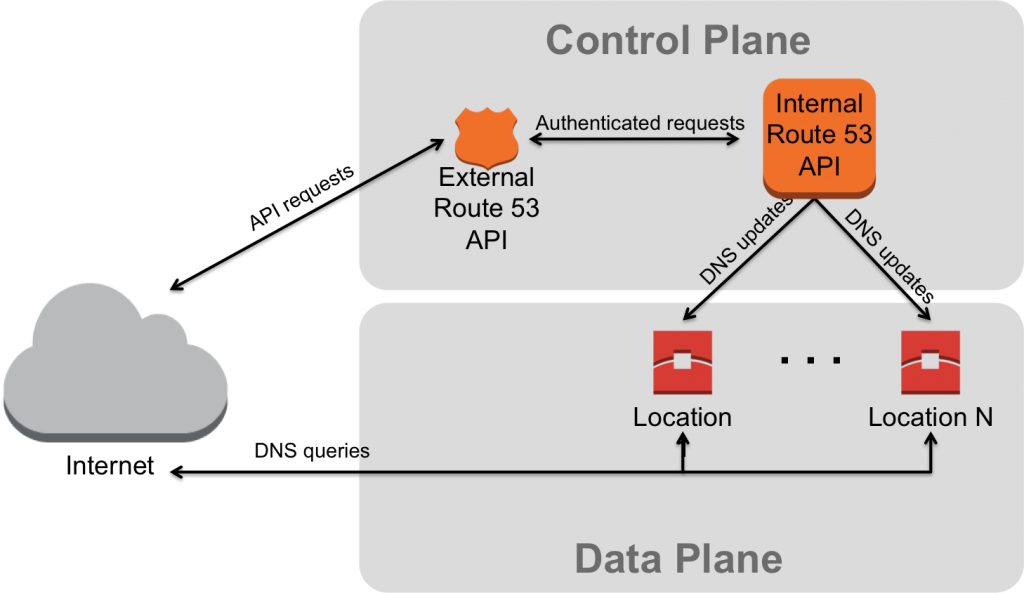 Control Plane
Internal
Route 53
API
Authenticated requests
External
Route 53
API
API requests
DNS updates
DNS updates
Location
Location N
Internet
DNS queries
Data Plane